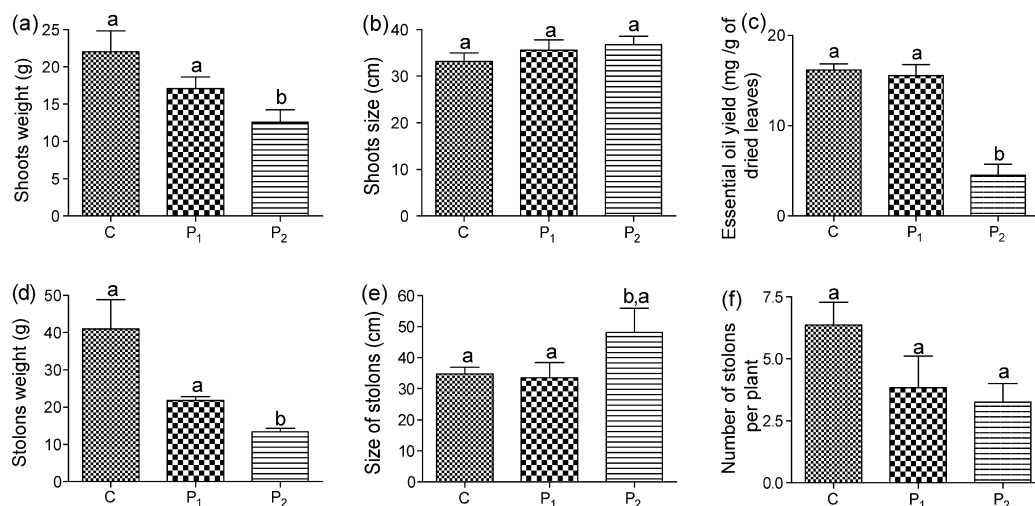 (a)
Shoots weight (g)
25
20
15
10
5
0
a
a
b
C
P₁
P₂
(b)
Shoots size (cm)
40
30
20
10
0
a
a
a
C
P₁
P₂
(c)
Essential oil yield (mg /g of
dried leaves)
20
10
0
a
a
b
C
P₁
P₂
(d)
Stolons weight (g)
50
40
30
20
10
0
a
a
b
C
P₁
P₂
(e)
Size of stolons (cm)
60
50
40
30
20
10
0
a
a
b,a
C
P₁
P₂
(f)
Number of stolons
per plant
7.5
5.0
2.5
0.0
a
a
a
C
P₁
P₂